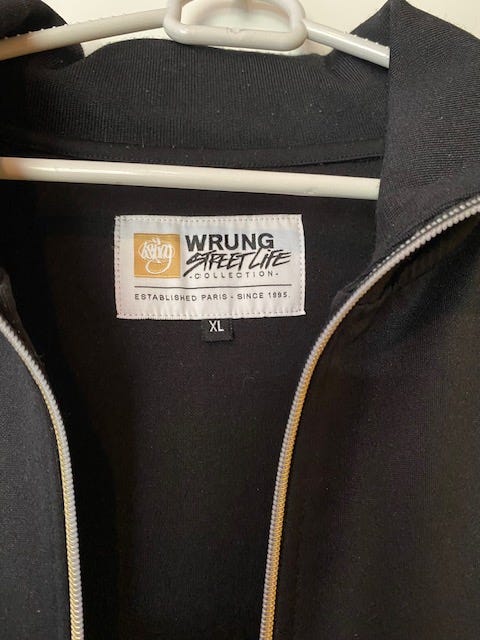 WRUNG
STREET LIFE
-COLLECTION-
ESTABLISHED PARIS - SINCE 1995.
XL